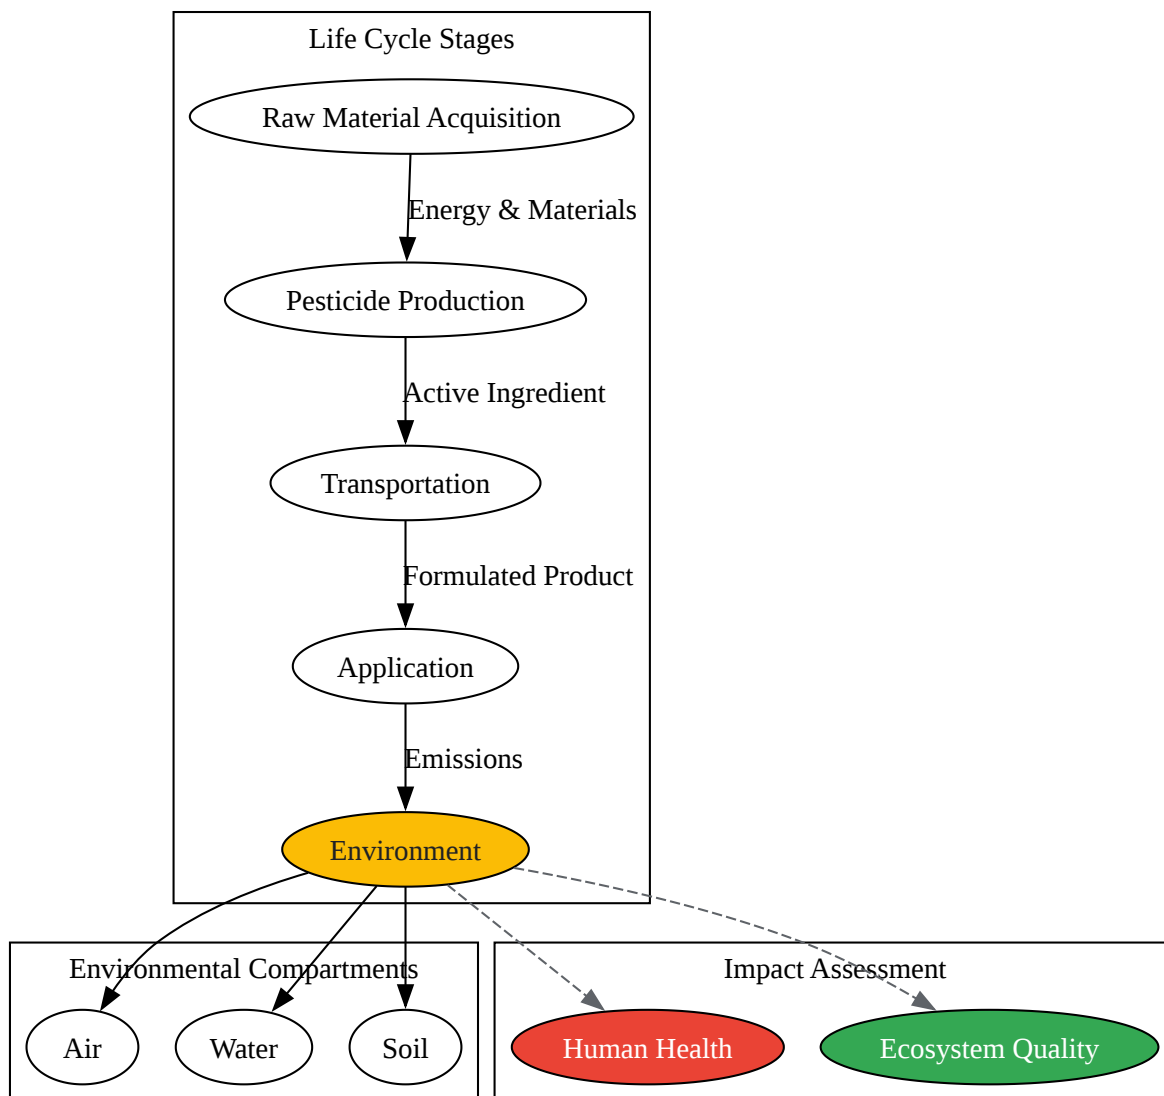 Life Cycle Stages
Raw Material Acquisition
Energy & Materials
Pesticide Production
Active Ingredient
Transportation
Formulated Product
Application
Emissions
Environment
Environmental Compartments
Impact Assessment
Air
Water
Soil
Human Health
Ecosystem Quality